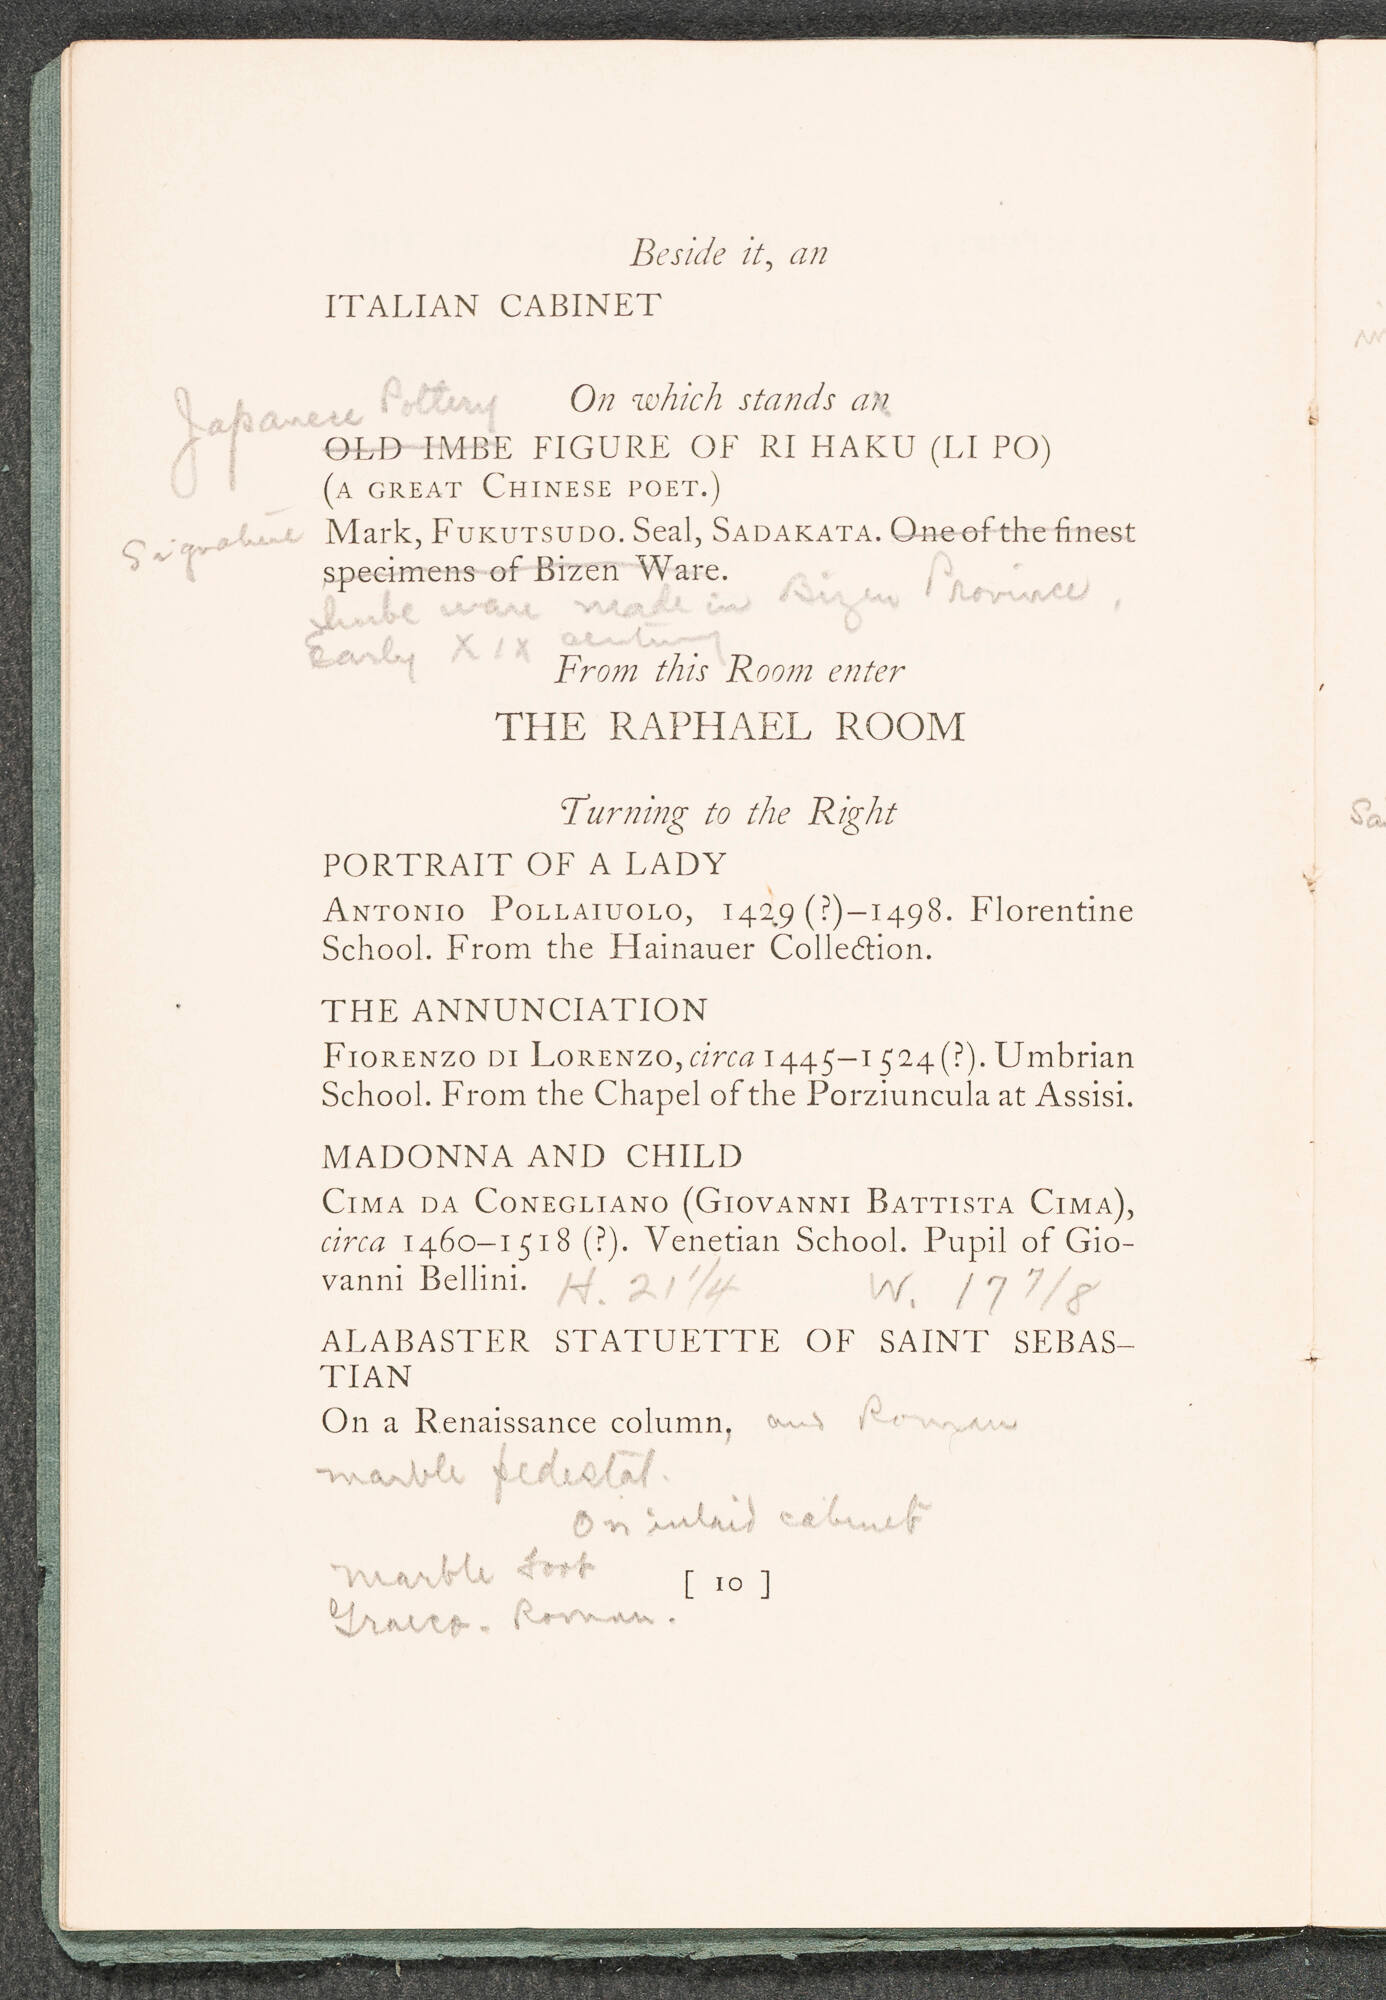 Beside it, an
ITALIAN CABINET
On which stands an
Japanese Pottery
OLD IMBE FIGURE OF RI HAKU (LI PO)
(A GREAT CHINESE POET.)
Signature
Mark, FUKUTSUDO. Seal, SADAKATA. One of the finest
specimens of Bizen Ware.
Imbe ware made in Bizen Province,
Early XIX century
From this Room enter
THE RAPHAEL ROOM
Turning to the Right
PORTRAIT OF A LADY
ANTONIO POLLAIUOLO, 1429 (?)–1498. Florentine
School. From the Hainauer Collection.
THE ANNUNCIATION
FIORENZO DI LORENZO, circa 1445–1524 (?). Umbrian
School. From the Chapel of the Porziuncula at Assisi.
MADONNA AND CHILD
CIMA DA CONEGLIANO (GIOVANNI BATTISTA CIMA),
circa 1460–1518 (?). Venetian School. Pupil of Gio-
vanni Bellini. H. 21 1/4 W. 17 7/8
ALABASTER STATUETTE OF SAINT SEBAS-
TIAN
On a Renaissance column, and Roman
marble pedestal.
On inlaid cabinet
Marble foot
[ 10 ]
Graeco-Roman.